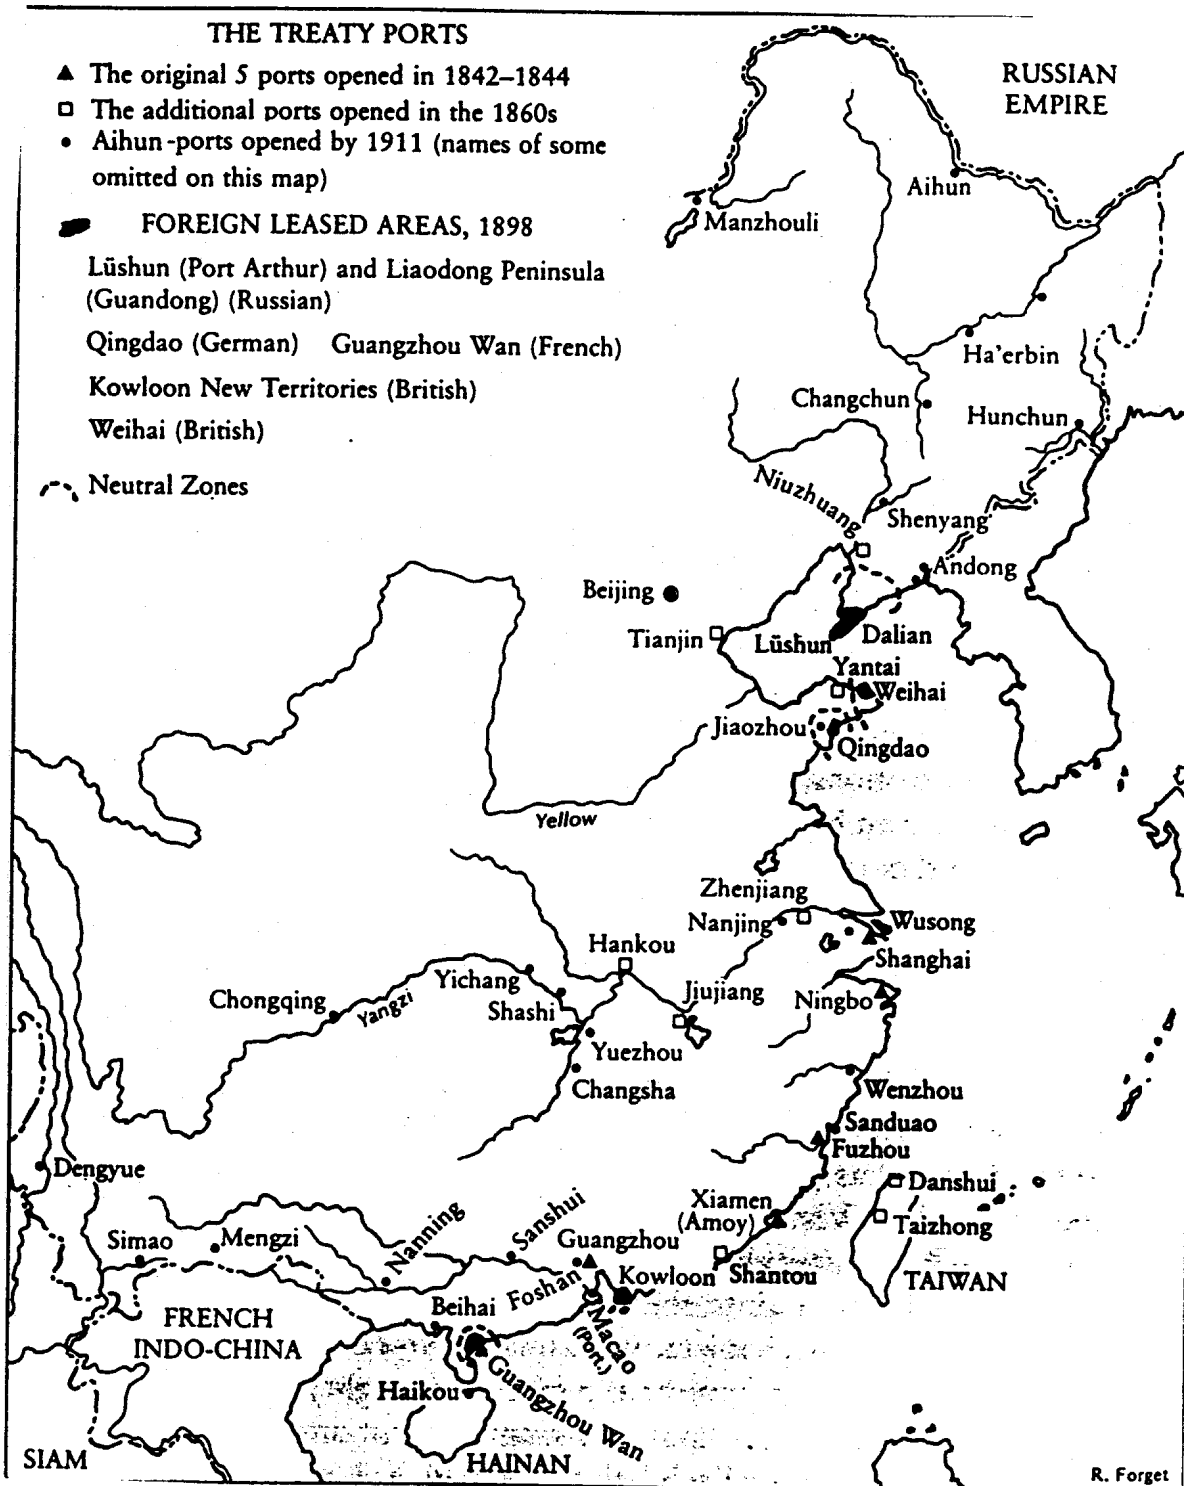 THE TREATY PORTS
The original 5 ports opened in 1842–1844
The additional ports opened in the 1860s
Aihun-ports opened by 1911 (names of some
omitted on this map)
FOREIGN LEASED AREAS, 1898
Lüshun (Port Arthur) and Liaodong Peninsula
(Guandong) (Russian)
Qingdao (German) Guangzhou Wan (French)
Kowloon New Territories (British)
Weihai (British)
Neutral Zones
RUSSIAN
EMPIRE
Aihun
Manzhouli
Ha'erbin
Changchun
Hunchun
Niuzhuang
Shenyang
Andong
Beijing
Tianjin
Lüshun
Dalian
Yantai
Weihai
Jiaozhou
Qingdao
Yellow
Zhenjiang
Nanjing
Wusong
Hankou
Shanghai
Yichang
Jiujiang
Ningbo
Chongqing
Yangzi
Shashi
Yuezhou
Changsha
Wenzhou
Sanduao
Fuzhou
Dengyue
Danshui
Xiamen
(Amoy)
Taizhong
Simao
Mengzi
Nanning
Sanshui
Guangzhou
Foshan
Kowloon
Shantou
TAIWAN
Macao
(Port.)
FRENCH
INDO-CHINA
Beihai
Guangzhou Wan
Haikou
SIAM
HAINAN
R. Forget